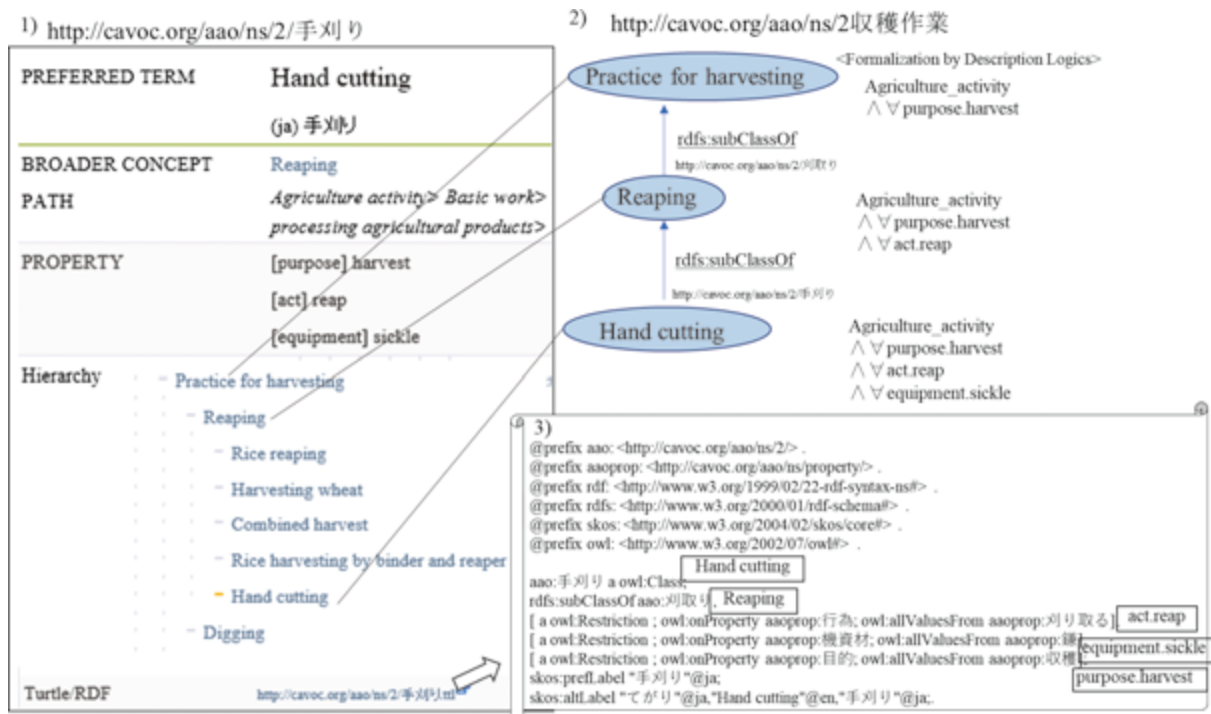 1) http://cavoc.org/aao/ns/2/手刈り
PREFERRED TERM Hand cutting
(ja) 手刈り
BROADER CONCEPT Reaping
PATH Agriculture activity> Basic work>
processing agricultural products>
PROPERTY [purpose] harvest
[act] reap
[equipment] sickle
Hierarchy
Practice for harvesting
Reaping
Rice reaping
Harvesting wheat
Combined harvest
Rice harvesting by binder and reaper
Hand cutting
Digging
Turtle/RDF http://cavoc.org/aao/ns/2/手刈り.ttl
2) http://cavoc.org/aao/ns/2収穫作業
<Formalization by Description Logics>
Practice for harvesting
Agriculture_activity
∧∀purpose.harvest
rdfs:subClassOf
http://cavoc.org/aao/ns/2/刈取り
Reaping
Agriculture_activity
∧∀purpose.harvest
∧∀act.reap
rdfs:subClassOf
http://cavoc.org/aao/ns/2/手刈り
Hand cutting
Agriculture_activity
∧∀purpose.harvest
∧∀act.reap
∧∀equipment.sickle
3)
@prefix aao: <http://cavoc.org/aao/ns/2/> .
@prefix aaoprop: <http://cavoc.org/aao/ns/property/> .
@prefix rdf: <http://www.w3.org/1999/02/22-rdf-syntax-ns#> .
@prefix rdfs: <http://www.w3.org/2000/01/rdf-schema#> .
@prefix skos: <http://www.w3.org/2004/02/skos/core#> .
@prefix owl: <http://www.w3.org/2002/07/owl#> .
Hand cutting
aao:手刈り a owl:Class;
rdfs:subClassOf aao:刈取り, Reaping
[ a owl:Restriction ; owl:onProperty aaoprop:行為; owl:allValuesFrom aaoprop:刈り取る], act.reap
[ a owl:Restriction ; owl:onProperty aaoprop:機資材; owl:allValuesFrom aaoprop:鎌], equipment.sickle
[ a owl:Restriction ; owl:onProperty aaoprop:目的; owl:allValuesFrom aaoprop:収穫]; purpose.harvest
skos:prefLabel "手刈り"@ja;
skos:altLabel "てがり"@ja,"Hand cutting"@en,"手刈り"@ja;.